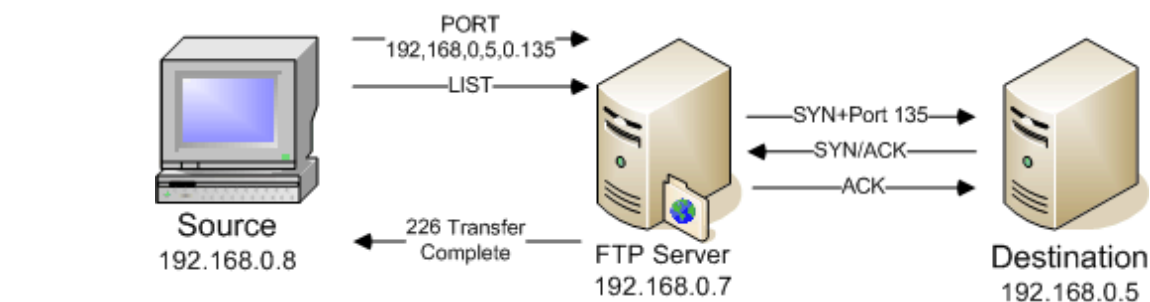 PORT
192,168,0,5,0.135
LIST
SYN+Port 135
SYN/ACK
ACK
226 Transfer
Complete
Source
192.168.0.8
FTP Server
192.168.0.7
Destination
192.168.0.5